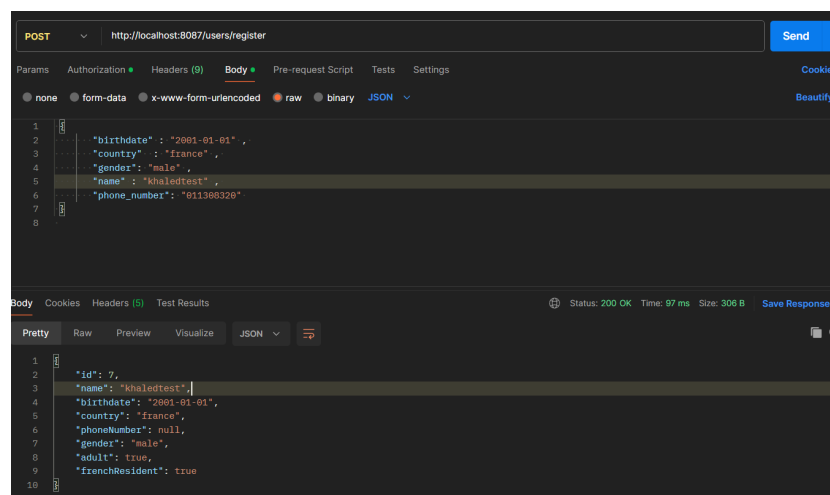 POST http://localhost:8087/users/register Send
Params Authorization Headers (9) Body Pre-request Script Tests Settings Cookie
none form-data x-www-form-urlencoded raw binary JSON Beautify
1 {
2 "birthdate" : "2001-01-01" ,
3 "country" : "france" ,
4 "gender": "male" ,
5 "name" : "khaledtest" ,
6 "phone_number": "011308320"
7 }
8
Body Cookies Headers (5) Test Results Status: 200 OK Time: 97 ms Size: 306 B Save Response
Pretty Raw Preview Visualize JSON
1 {
2 "id": 7,
3 "name": "khaledtest",
4 "birthdate": "2001-01-01",
5 "country": "france",
6 "phoneNumber": null,
7 "gender": "male",
8 "adult": true,
9 "frenchResident": true
10 }